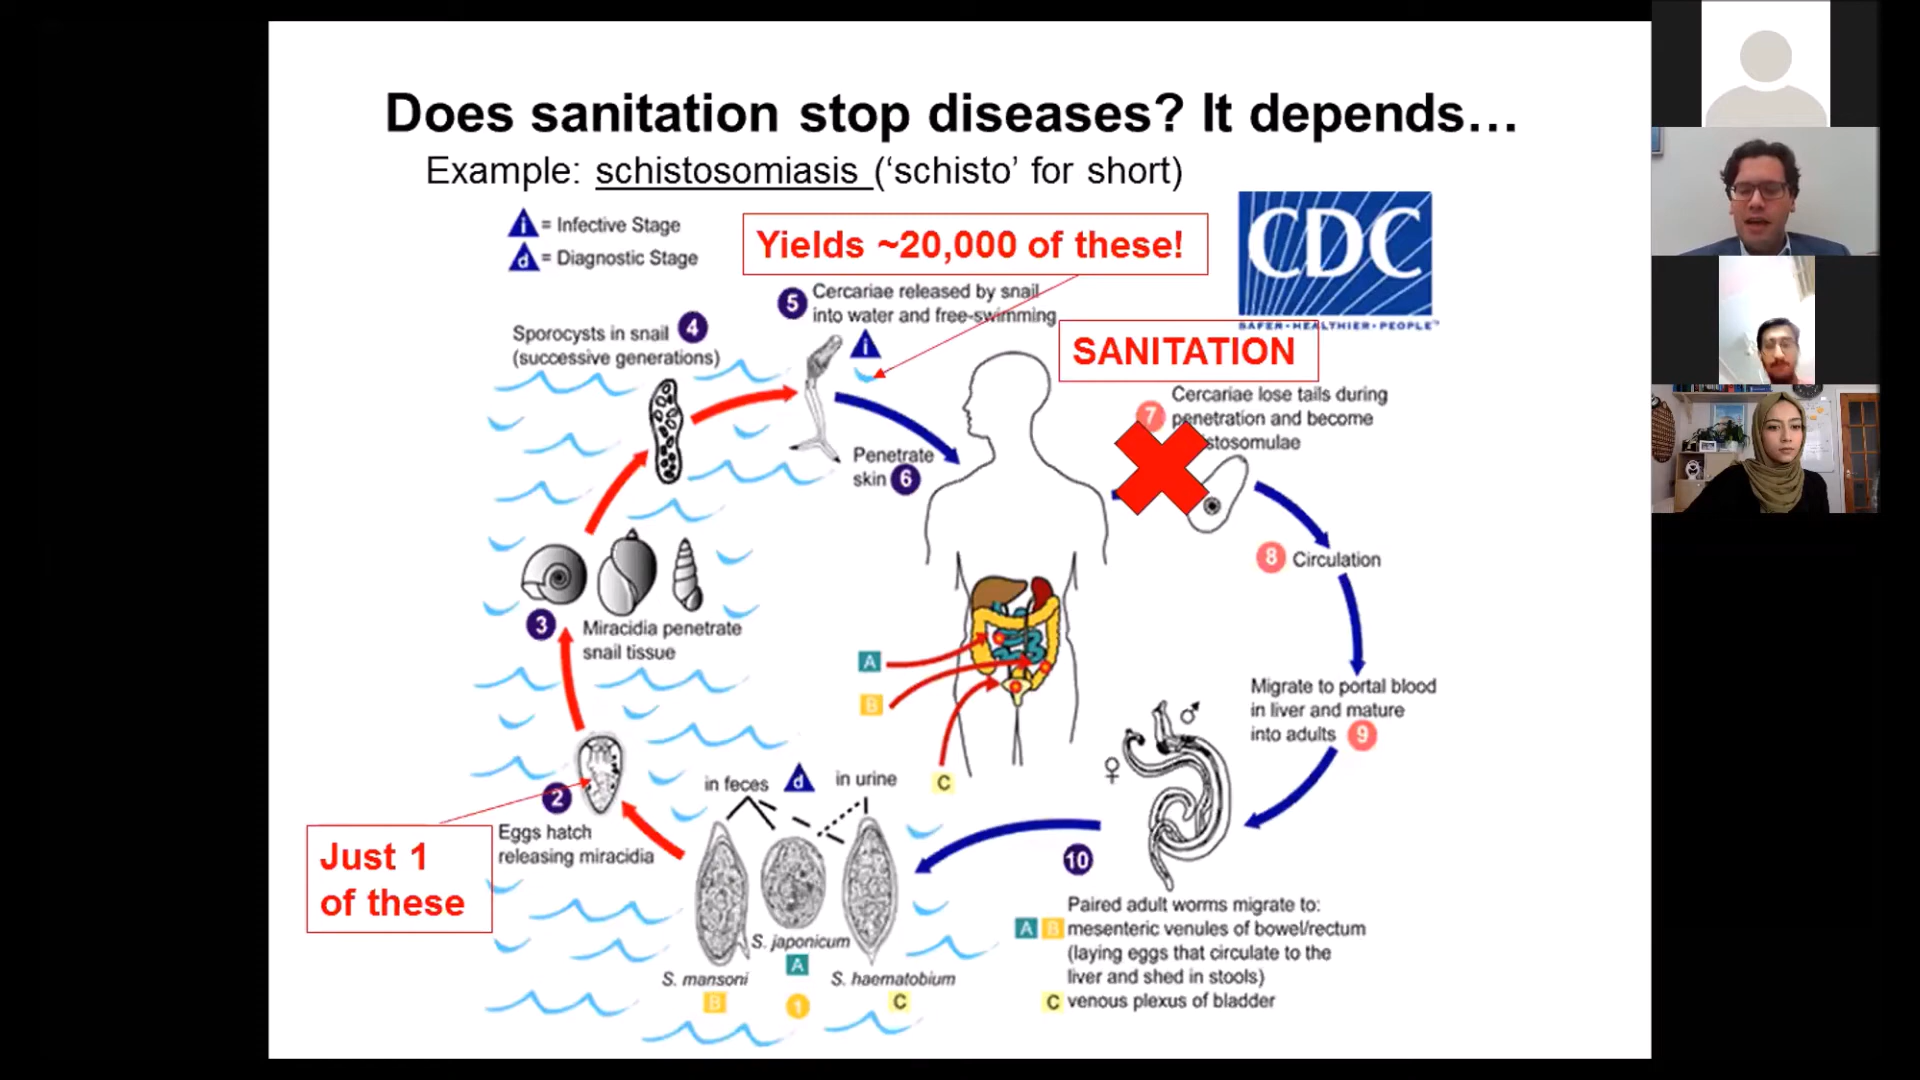 Does sanitation stop diseases? It depends…
Example: schistosomiasis (‘schisto’ for short)
i = Infective Stage
d = Diagnostic Stage
Yields ~20,000 of these!
CDC
SAFER•HEALTHIER•PEOPLE™
5 Cercariae released by snail
into water and free-swimming
i
Sporocysts in snail 4
(successive generations)
SANITATION
7 Cercariae lose tails during
penetration and become
stosomulae
Penetrate
skin 6
8 Circulation
3 Miracidia penetrate
snail tissue
A
B
C
Migrate to portal blood
in liver and mature
into adults 9
♂
♀
2
Eggs hatch
releasing miracidia
Just 1
of these
in feces d in urine
10
Paired adult worms migrate to:
A B mesenteric venules of bowel/rectum
(laying eggs that circulate to the
liver and shed in stools)
C venous plexus of bladder
S. japonicum
A
S. mansoni
B
1
S. haematobium
C